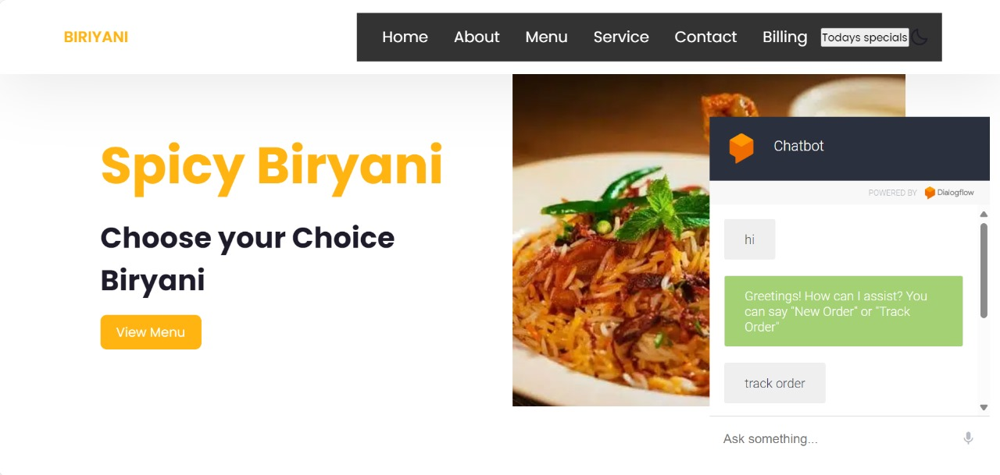 BIRIYANI
Home About Menu Service Contact Billing Todays specials
Spicy Biryani
Choose your Choice
Biryani
View Menu
Chatbot
POWERED BY Dialogflow
hi
Greetings! How can I assist? You
can say "New Order" or "Track
Order"
track order
Ask something...